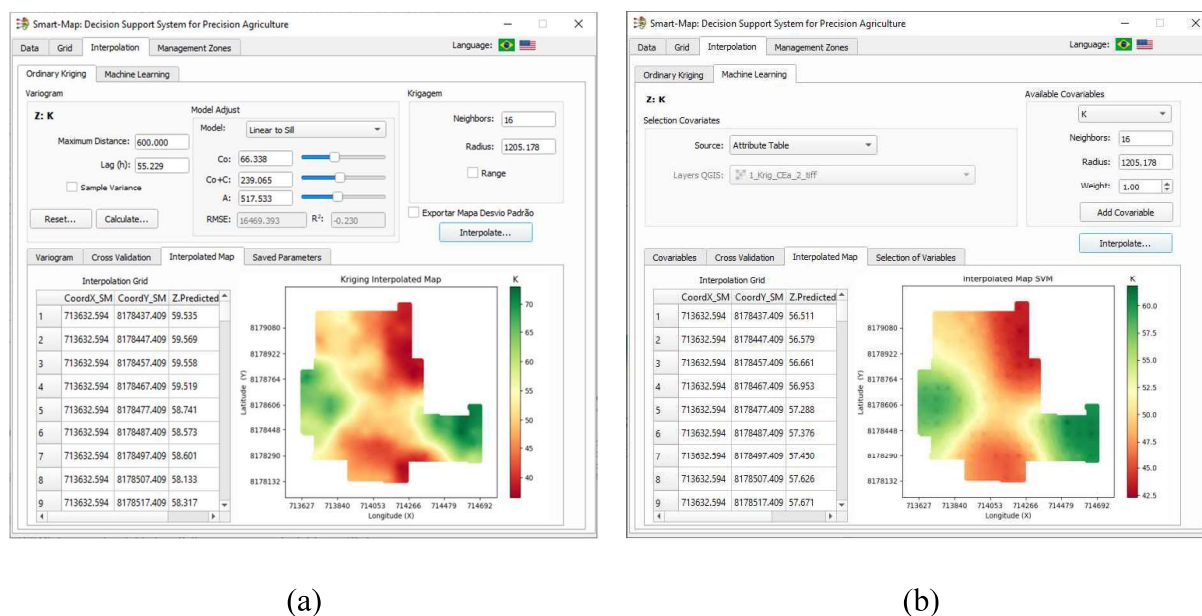 Smart-Map: Decision Support System for Precision Agriculture
Data Grid Interpolation Management Zones Language:
Ordinary Kriging Machine Learning
Variogram
Z: K
Maximum Distance: 600.000
Lag (h): 55.229
Sample Variance
Reset... Calculate...
Model Adjust
Model: Linear to Sill
Co: 66.338
Co+C: 239.065
A: 517.533
RMSE: 16469.393 R²: -0.230
Krigagem
Neighbors: 16
Radius: 1205.178
Range
Exportar Mapa Desvio Padrão
Interpolate...
Variogram Cross Validation Interpolated Map Saved Parameters
Interpolation Grid
CoordX_SM CoordY_SM Z.Predicted
1 713632.594 8178437.409 59.535
2 713632.594 8178447.409 59.569
3 713632.594 8178457.409 59.558
4 713632.594 8178467.409 59.519
5 713632.594 8178477.409 58.741
6 713632.594 8178487.409 58.573
7 713632.594 8178497.409 58.601
8 713632.594 8178507.409 58.133
9 713632.594 8178517.409 58.317
Kriging Interpolated Map
Latitude (Y)
8179080
8178922
8178764
8178606
8178448
8178290
8178132
713627 713840 714053 714266 714479 714692
Longitude (X)
K
70
65
60
55
50
45
40
(a)
Smart-Map: Decision Support System for Precision Agriculture
Data Grid Interpolation Management Zones Language:
Ordinary Kriging Machine Learning
Z: K
Selection Covariates
Source: Attribute Table
Layers QGIS: 1_Krig_CEa_2_tiff
Available Covariables
K
Neighbors: 16
Radius: 1205.178
Weight: 1.00
Add Covariable
Interpolate...
Covariables Cross Validation Interpolated Map Selection of Variables
Interpolation Grid
CoordX_SM CoordY_SM Z.Predicted
1 713632.594 8178437.409 56.511
2 713632.594 8178447.409 56.579
3 713632.594 8178457.409 56.661
4 713632.594 8178467.409 56.953
5 713632.594 8178477.409 57.288
6 713632.594 8178487.409 57.376
7 713632.594 8178497.409 57.450
8 713632.594 8178507.409 57.626
9 713632.594 8178517.409 57.671
Interpolated Map SVM
Latitude (Y)
8179080
8178922
8178764
8178606
8178448
8178290
8178132
713627 713840 714053 714266 714479 714692
Longitude (X)
K
60.0
57.5
55.0
52.5
50.0
47.5
45.0
42.5
(b)